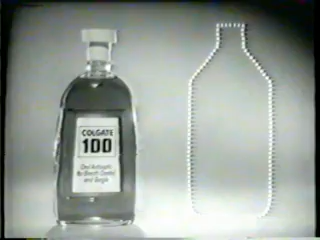 COLGATE
100
Oral Antiseptic
for Breath Control
and Gargle